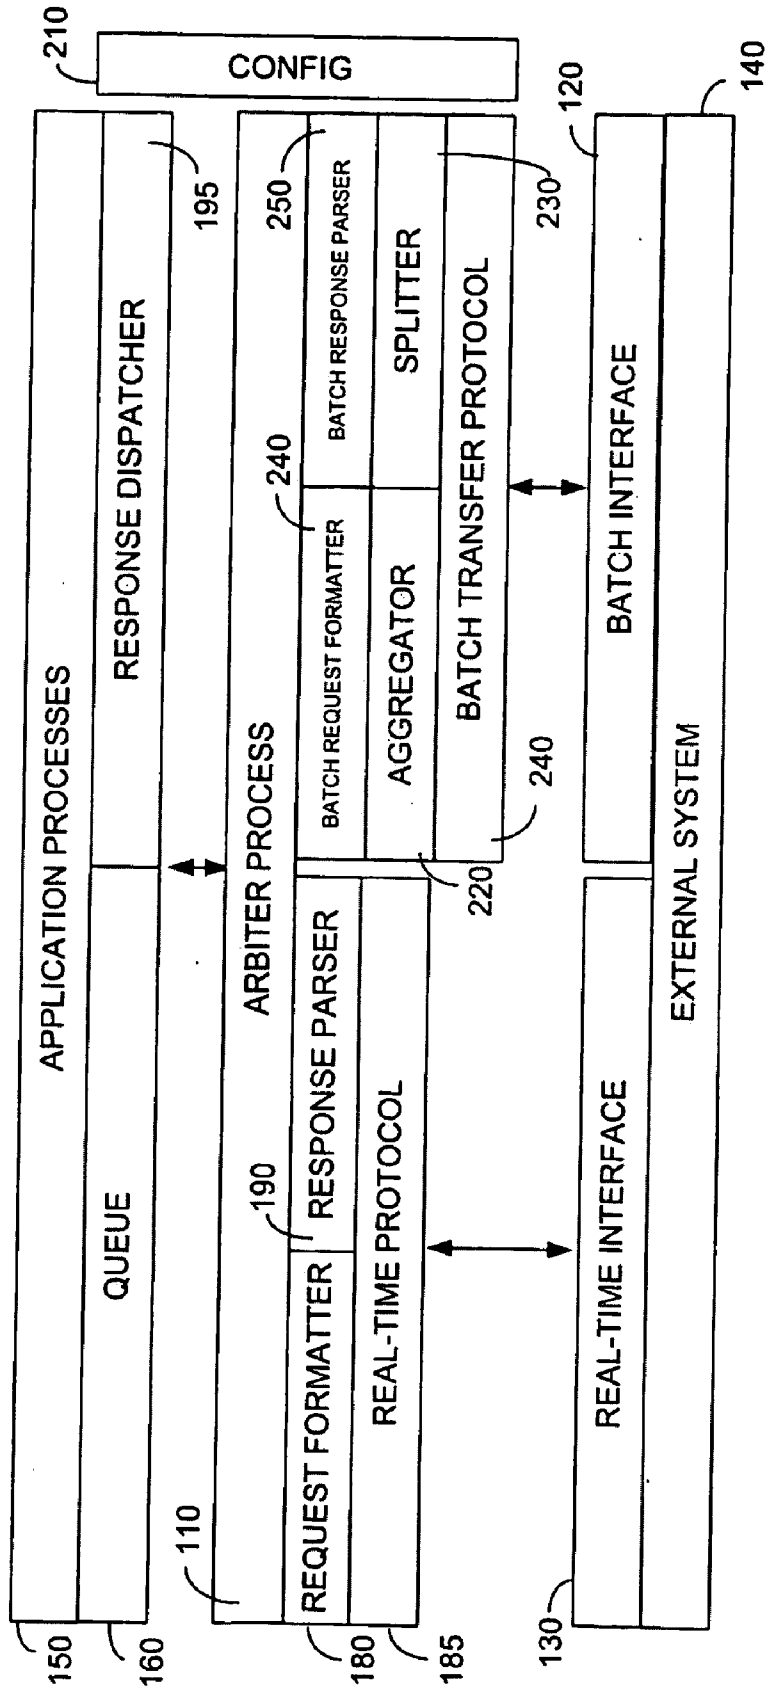 210
CONFIG
150
APPLICATION PROCESSES
160
QUEUE
RESPONSE DISPATCHER
195
110
ARBITER PROCESS
180
REQUEST FORMATTER
190
RESPONSE PARSER
240
BATCH REQUEST FORMATTER
250
BATCH RESPONSE PARSER
185
REAL-TIME PROTOCOL
220
AGGREGATOR
SPLITTER
230
240
BATCH TRANSFER PROTOCOL
130
REAL-TIME INTERFACE
BATCH INTERFACE
120
EXTERNAL SYSTEM
140